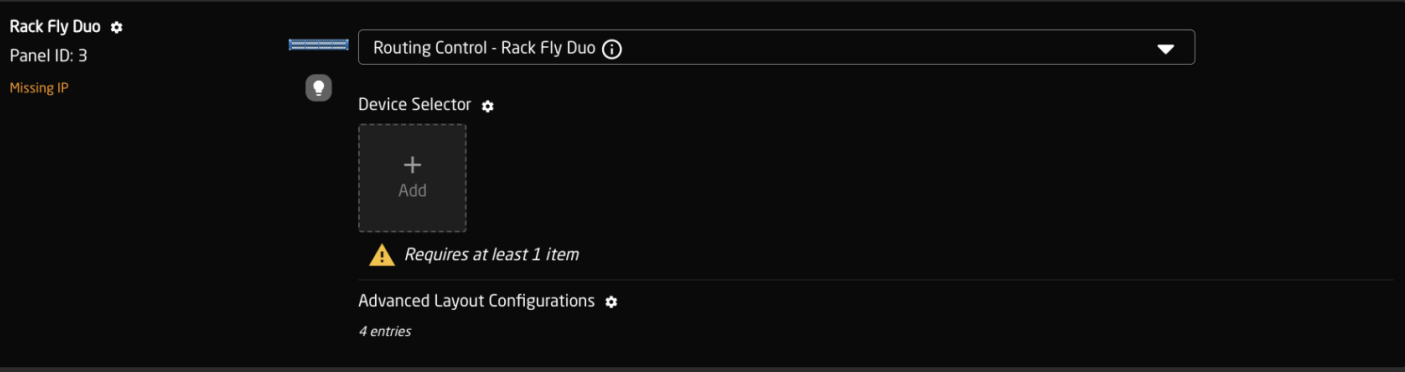 Rack Fly Duo
Panel ID: 3
Missing IP
Routing Control - Rack Fly Duo
Device Selector
Add
Requires at least 1 item
Advanced Layout Configurations
4 entries